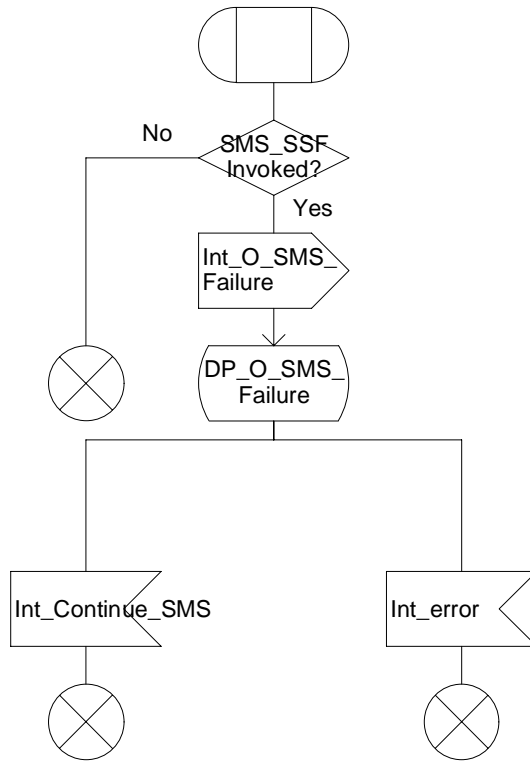 No
SMS_SSF
Invoked?
Yes
Int_O_SMS_
Failure
DP_O_SMS_
Failure
Int_Continue_SMS
Int_error